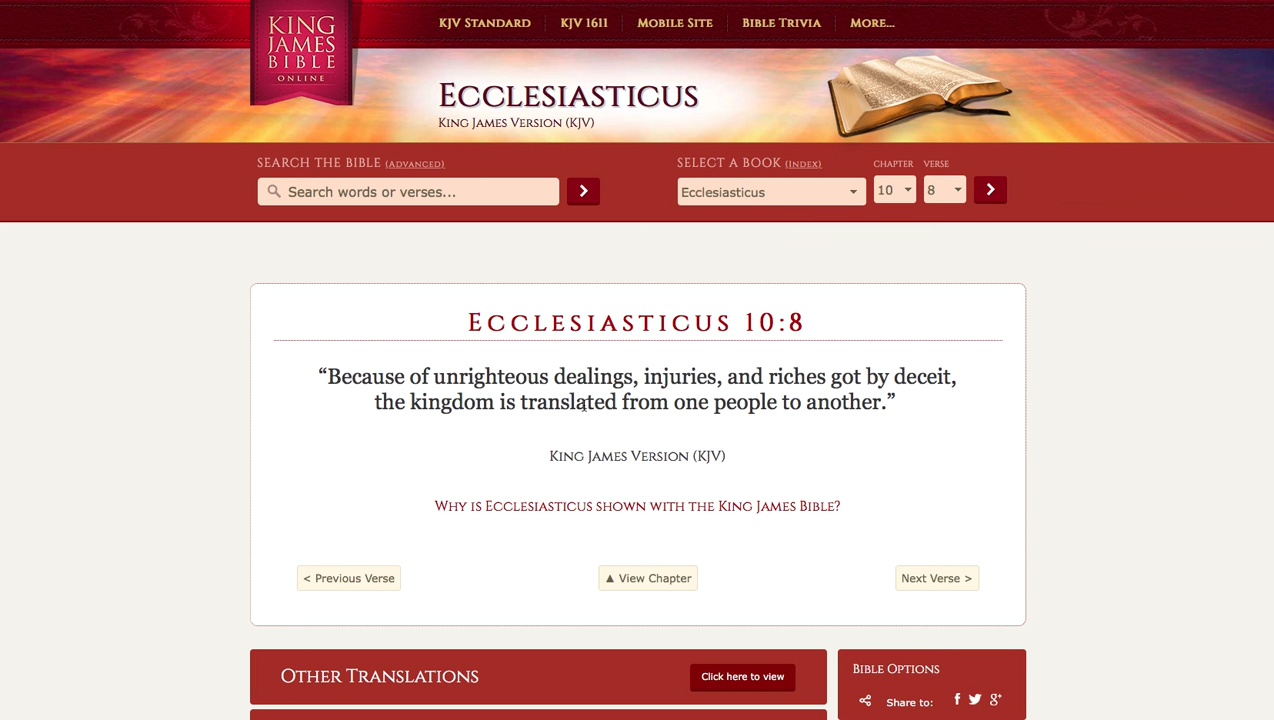 KING
JAMES
BIBLE
ONLINE
KJV STANDARD
KJV 1611
MOBILE SITE
BIBLE TRIVIA
MORE...
ECCLESIASTICUS
KING JAMES VERSION (KJV)
SEARCH THE BIBLE (ADVANCED)
Search words or verses...
SELECT A BOOK (INDEX)
CHAPTER
VERSE
Ecclesiasticus
10
8
ECCLESIASTICUS 10:8
“Because of unrighteous dealings, injuries, and riches got by deceit,
the kingdom is translated from one people to another.”
KING JAMES VERSION (KJV)
WHY IS ECCLESIASTICUS SHOWN WITH THE KING JAMES BIBLE?
< Previous Verse
▲ View Chapter
Next Verse >
OTHER TRANSLATIONS
Click here to view
BIBLE OPTIONS
Share to: